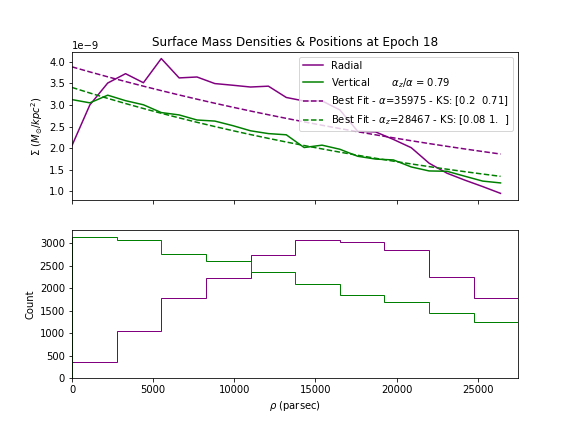 Surface Mass Densities & Positions at Epoch 18
1e−9
4.0
3.5
3.0
2.5
2.0
1.5
1.0
Σ (M⊙/kpc²)
Radial
Vertical α_z/α = 0.79
Best Fit - α=35975 - KS: [0.2 0.71]
Best Fit - α_z=28467 - KS: [0.08 1. ]
3000
2500
2000
1500
1000
500
0
Count
0 5000 10000 15000 20000 25000
ρ (parsec)